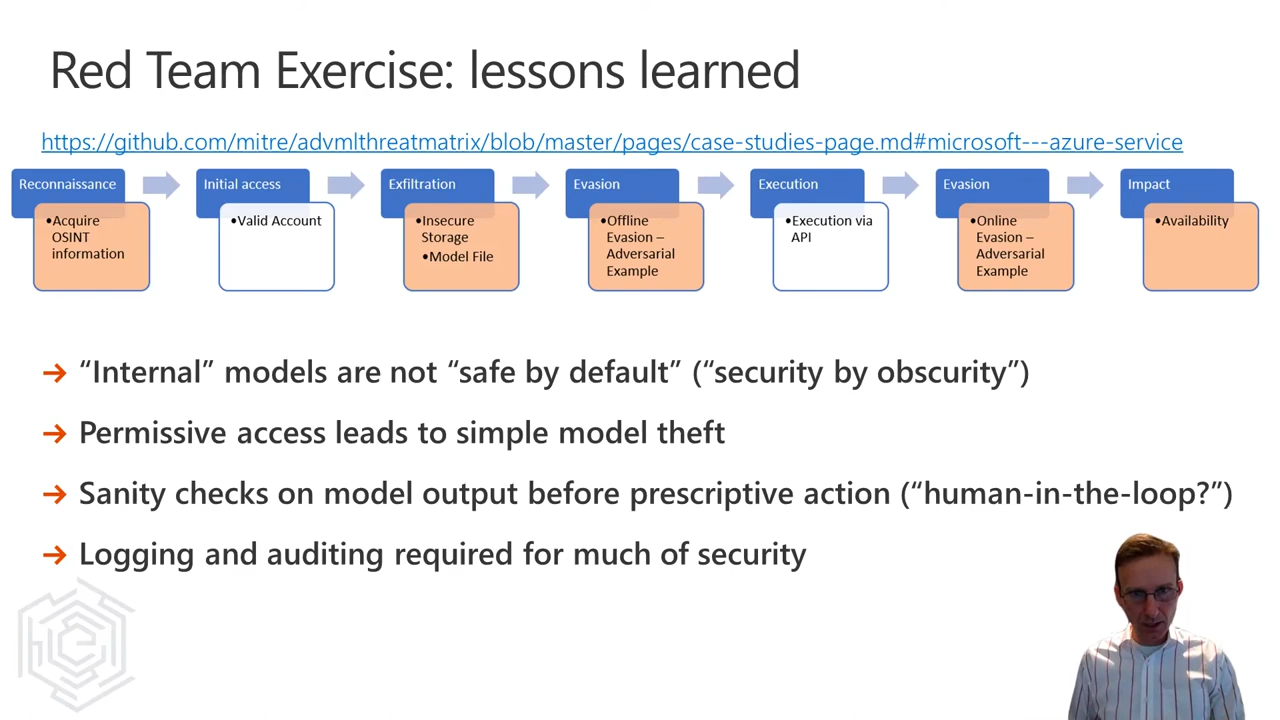 Red Team Exercise: lessons learned
https://github.com/mitre/advmlthreatmatrix/blob/master/pages/case-studies-page.md#microsoft---azure-service
Reconnaissance
•Acquire
OSINT
information
Initial access
•Valid Account
Exfiltration
•Insecure
Storage
•Model File
Evasion
•Offline
Evasion –
Adversarial
Example
Execution
•Execution via
API
Evasion
•Online
Evasion –
Adversarial
Example
Impact
•Availability
→ “Internal” models are not “safe by default” (“security by obscurity”)
→ Permissive access leads to simple model theft
→ Sanity checks on model output before prescriptive action (“human-in-the-loop?”)
→ Logging and auditing required for much of security